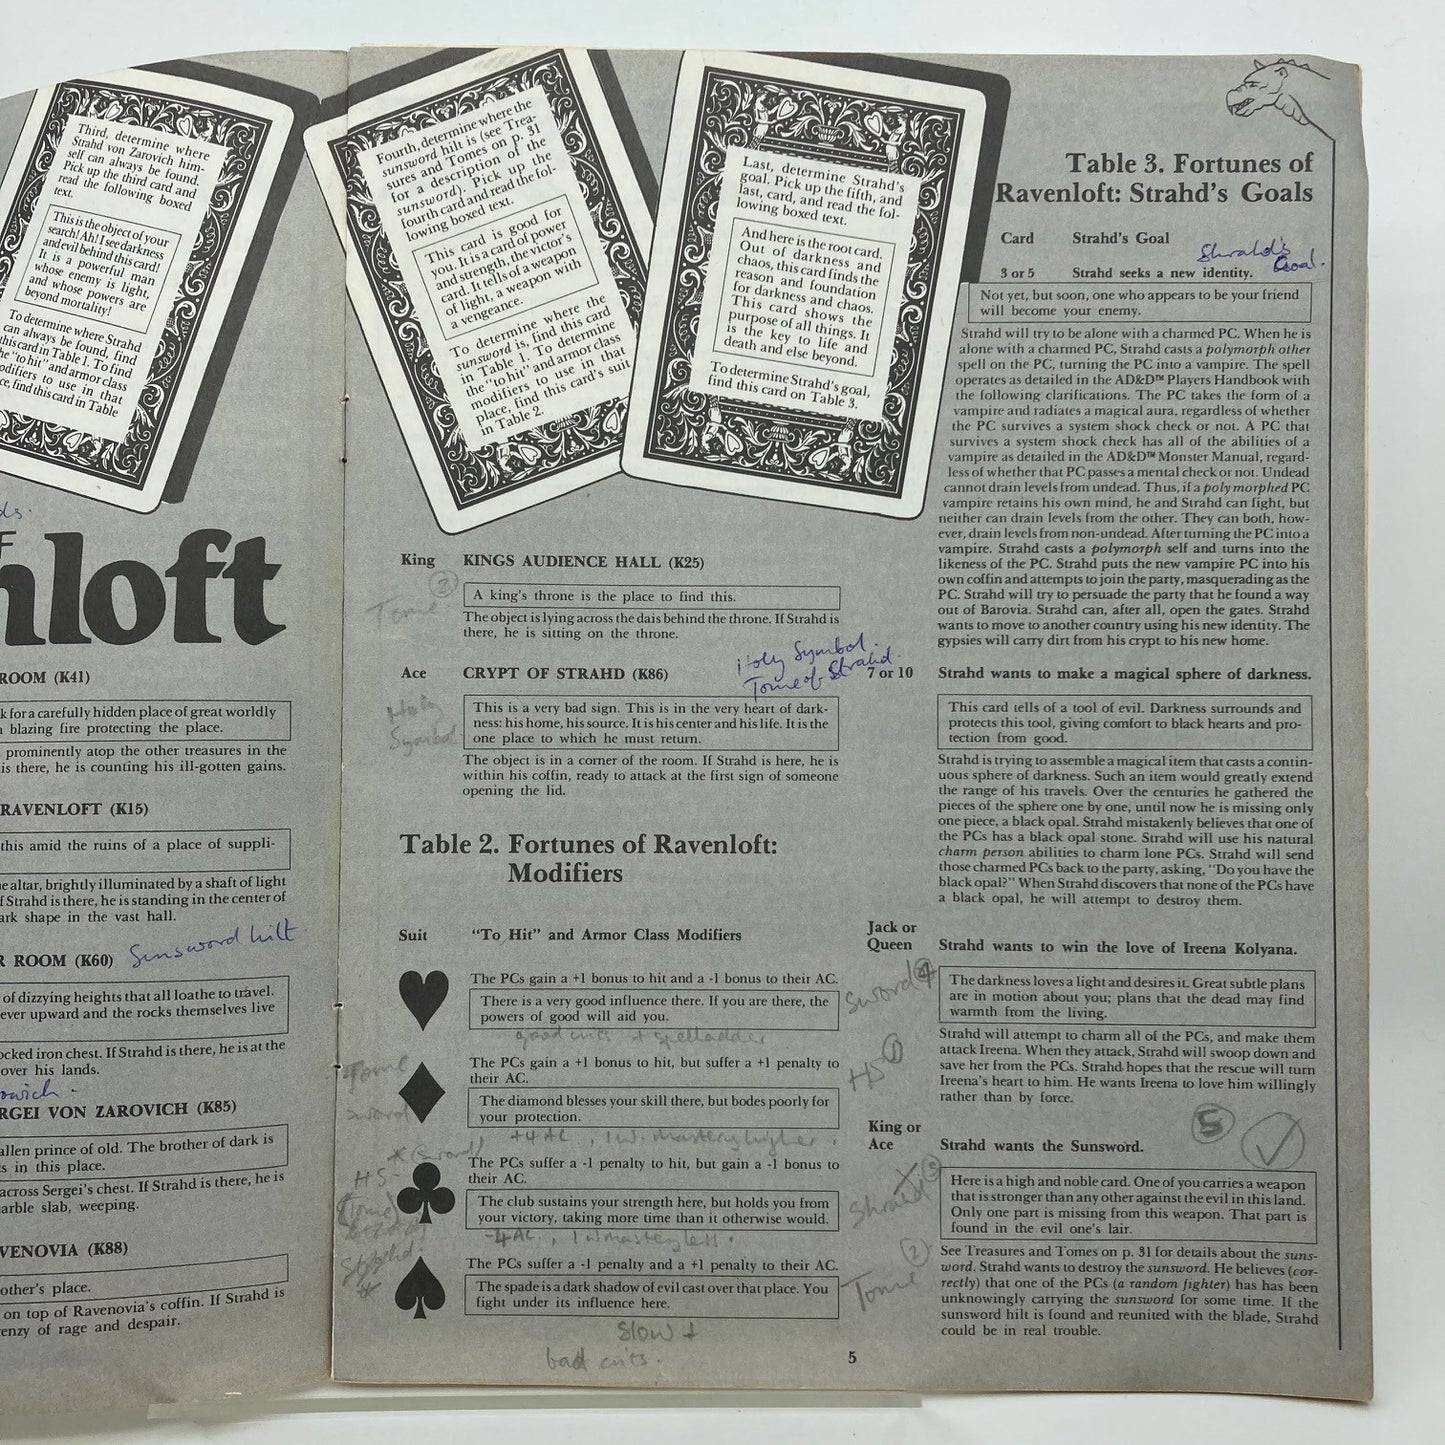 Third, determine where
Strahd von Zarovich him-
self can always be found.
Pick up the third card and
read the following boxed
text.
This is the object of your
search! Ah! I see darkness
and evil behind this card!
It is a powerful man
whose enemy is light,
and whose powers are
beyond mortality!
To determine where Strahd
can always be found, find
this card in Table 1. To find
he "to hit" and armor class
odifiers to use in that
ce, find this card in Table
ds.
F
nloft
ROOM (K41)
k for a carefully hidden place of great worldly
blazing fire protecting the place.
prominently atop the other treasures in the
is there, he is counting his ill-gotten gains.
RAVENLOFT (K15)
this amid the ruins of a place of suppli-
e altar, brightly illuminated by a shaft of light
f Strahd is there, he is standing in the center of
ark shape in the vast hall.
Sunsword hilt.
R ROOM (K60)
of dizzying heights that all loathe to travel.
ever upward and the rocks themselves live
ocked iron chest. If Strahd is there, he is at the
over his lands.
ovich.
RGEI VON ZAROVICH (K85)
allen prince of old. The brother of dark is
s in this place.
across Sergei's chest. If Strahd is there, he is
arble slab, weeping.
VENOVIA (K88)
other's place.
on top of Ravenovia's coffin. If Strahd is
enzy of rage and despair.
Fourth, determine where the
sunsword hilt is (see Trea-
sures and Tomes on p. 31
for a description of the
sunsword). Pick up the
fourth card and read the fol-
lowing boxed text.
This card is good for
you. It is a card of power
and strength, the victor's
card. It tells of a weapon
of light, a weapon with
a vengeance.
To determine where the
sunsword is, find this card
in Table 1. To determine
the "to hit" and armor class
modifiers to use in that
place, find this card's suit
in Table 2.
Last, determine Strahd's
goal. Pick up the fifth, and
last, card, and read the fol-
lowing boxed text.
And here is the root card.
Out of darkness and
chaos, this card finds the
reason and foundation
for darkness and chaos.
This card shows the
purpose of all things. It
is the key to life and
death and else beyond.
To determine Strahd's goal,
find this card on Table 3.
King KINGS AUDIENCE HALL (K25)
Tome 2
A king's throne is the place to find this.
The object is lying across the dais behind the throne. If Strahd is
there, he is sitting on the throne.
Holy Symbol.
Tome of Strahd.
Ace CRYPT OF STRAHD (K86)
Symbol
This is a very bad sign. This is in the very heart of dark-
ness: his home, his source. It is his center and his life. It is the
one place to which he must return.
The object is in a corner of the room. If Strahd is here, he is
within his coffin, ready to attack at the first sign of someone
opening the lid.
Table 2. Fortunes of Ravenloft:
Modifiers
Suit "To Hit" and Armor Class Modifiers
The PCs gain a +1 bonus to hit and a -1 bonus to their AC.
There is a very good influence there. If you are there, the
powers of good will aid you.
good crits + spelladder
Tome
sword
The PCs gain a +1 bonus to hit, but suffer a +1 penalty to
their AC.
The diamond blesses your skill there, but bodes poorly for
your protection.
+4 AC, 1 w. mastery higher.
* (sword)
HS-
(Tome)
Strahd.
*
The PCs suffer a -1 penalty to hit, but gain a -1 bonus to
their AC.
The club sustains your strength here, but holds you from
your victory, taking more time than it otherwise would.
-4 AC, 1 w mastery left.
The PCs suffer a -1 penalty and a +1 penalty to their AC.
The spade is a dark shadow of evil cast over that place. You
fight under its influence here.
slow +
bad crits.
5
Table 3. Fortunes of
Ravenloft: Strahd's Goals
Card Strahd's Goal
Strahd's
Goal.
3 or 5 Strahd seeks a new identity.
Not yet, but soon, one who appears to be your friend
will become your enemy.
Strahd will try to be alone with a charmed PC. When he is
alone with a charmed PC, Strahd casts a polymorph other
spell on the PC, turning the PC into a vampire. The spell
operates as detailed in the AD&D™ Players Handbook with
the following clarifications. The PC takes the form of a
vampire and radiates a magical aura, regardless of whether
the PC survives a system shock check or not. A PC that
survives a system shock check has all of the abilities of a
vampire as detailed in the AD&D™ Monster Manual, regard-
less of whether that PC passes a mental check or not. Undead
cannot drain levels from undead. Thus, if a polymorphed PC
vampire retains his own mind, he and Strahd can fight, but
neither can drain levels from the other. They can both, how-
ever, drain levels from non-undead. After turning the PC into a
vampire. Strahd casts a polymorph self and turns into the
likeness of the PC. Strahd puts the new vampire PC into his
own coffin and attempts to join the party, masquerading as the
PC. Strahd will try to persuade the party that he found a way
out of Barovia. Strahd can, after all, open the gates. Strahd
wants to move to another country using his new identity. The
gypsies will carry dirt from his crypt to his new home.
7 or 10 Strahd wants to make a magical sphere of darkness.
This card tells of a tool of evil. Darkness surrounds and
protects this tool, giving comfort to black hearts and pro-
tection from good.
Strahd is trying to assemble a magical item that casts a contin-
uous sphere of darkness. Such an item would greatly extend
the range of his travels. Over the centuries he gathered the
pieces of the sphere one by one, until now he is missing only
one piece, a black opal. Strahd mistakenly believes that one of
the PCs has a black opal stone. Strahd will use his natural
charm person abilities to charm lone PCs. Strahd will send
those charmed PCs back to the party, asking, "Do you have the
black opal?" When Strahd discovers that none of the PCs have
a black opal, he will attempt to destroy them.
Jack or
Queen Strahd wants to win the love of Ireena Kolyana.
sword 4
HS 1
The darkness loves a light and desires it. Great subtle plans
are in motion about you; plans that the dead may find
warmth from the living.
Strahd will attempt to charm all of the PCs, and make them
attack Ireena. When they attack, Strahd will swoop down and
save her from the PCs. Strahd hopes that the rescue will turn
Ireena's heart to him. He wants Ireena to love him willingly
rather than by force.
King or
Ace Strahd wants the Sunsword.
5
Strahd 3
Tome 2
Here is a high and noble card. One of you carries a weapon
that is stronger than any other against the evil in this land.
Only one part is missing from this weapon. That part is
found in the evil one's lair.
See Treasures and Tomes on p. 31 for details about the suns-
word. Strahd wants to destroy the sunsword. He believes (cor-
rectly) that one of the PCs (a random fighter) has has been
unknowingly carrying the sunsword for some time. If the
sunsword hilt is found and reunited with the blade, Strahd
could be in real trouble.